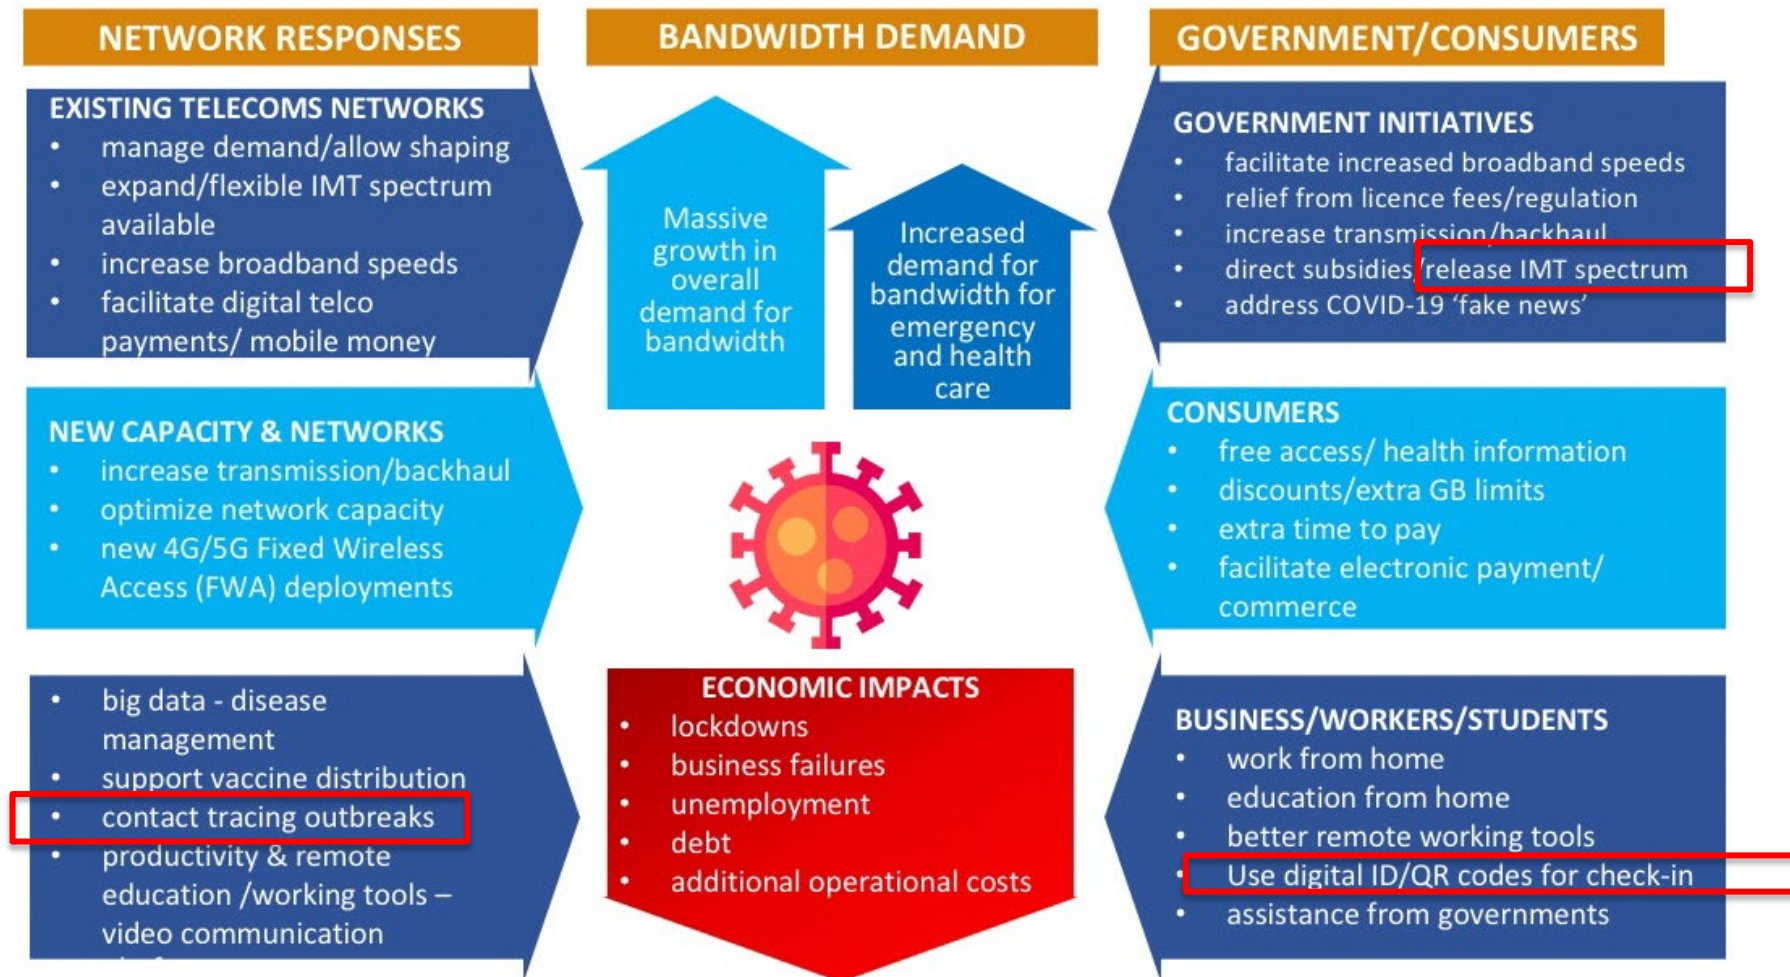 NETWORK RESPONSES
EXISTING TELECOMS NETWORKS
• manage demand/allow shaping
• expand/flexible IMT spectrum
available
• increase broadband speeds
• facilitate digital telco
payments/ mobile money
NEW CAPACITY & NETWORKS
• increase transmission/backhaul
• optimize network capacity
• new 4G/5G Fixed Wireless
Access (FWA) deployments
• big data - disease
management
• support vaccine distribution
• contact tracing outbreaks
• productivity & remote
education /working tools –
video communication
BANDWIDTH DEMAND
Massive
growth in
overall
demand for
bandwidth
Increased
demand for
bandwidth for
emergency
and health
care
ECONOMIC IMPACTS
• lockdowns
• business failures
• unemployment
• debt
• additional operational costs
GOVERNMENT/CONSUMERS
GOVERNMENT INITIATIVES
• facilitate increased broadband speeds
• relief from licence fees/regulation
• increase transmission/backhaul
• direct subsidies/release IMT spectrum
• address COVID-19 ‘fake news’
CONSUMERS
• free access/ health information
• discounts/extra GB limits
• extra time to pay
• facilitate electronic payment/
commerce
BUSINESS/WORKERS/STUDENTS
• work from home
• education from home
• better remote working tools
• Use digital ID/QR codes for check-in
• assistance from governments